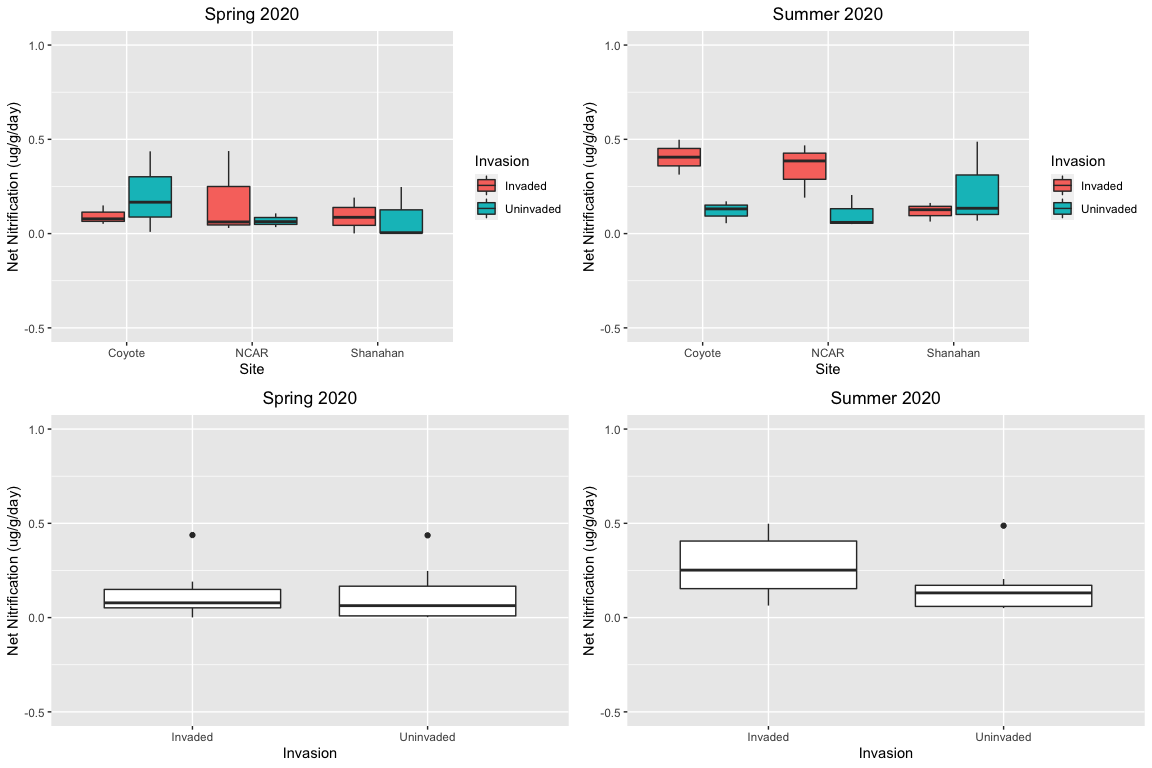 Spring 2020
Net Nitrification (ug/g/day)
1.0
0.5
0.0
-0.5
Coyote NCAR Shanahan
Site
Invasion
Invaded
Uninvaded
Summer 2020
Net Nitrification (ug/g/day)
1.0
0.5
0.0
-0.5
Coyote NCAR Shanahan
Site
Invasion
Invaded
Uninvaded
Spring 2020
Net Nitrification (ug/g/day)
1.0
0.5
0.0
-0.5
Invaded Uninvaded
Invasion
Summer 2020
Net Nitrification (ug/g/day)
1.0
0.5
0.0
-0.5
Invaded Uninvaded
Invasion